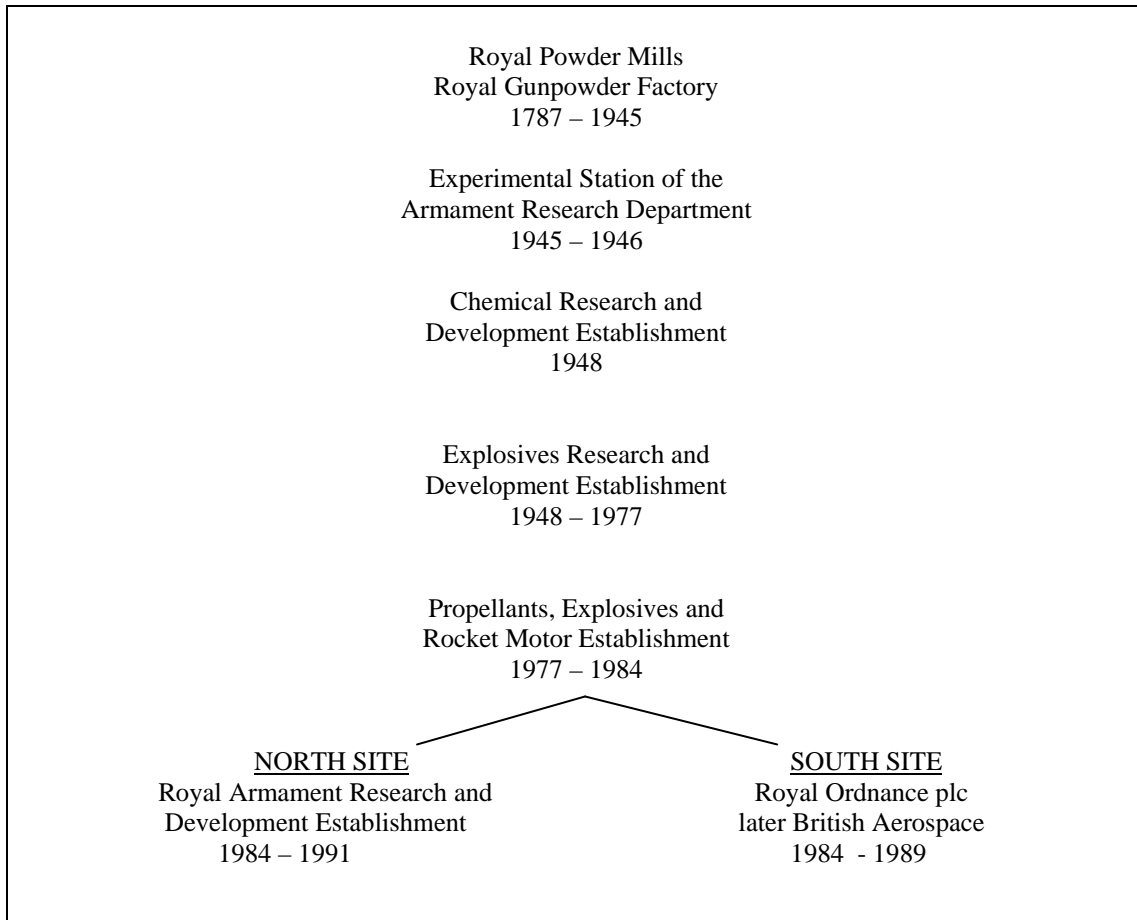 Royal Powder Mills
Royal Gunpowder Factory
1787 – 1945
Experimental Station of the
Armament Research Department
1945 – 1946
Chemical Research and
Development Establishment
1948
Explosives Research and
Development Establishment
1948 – 1977
Propellants, Explosives and
Rocket Motor Establishment
1977 – 1984
NORTH SITE
Royal Armament Research and
Development Establishment
1984 – 1991
SOUTH SITE
Royal Ordnance plc
later British Aerospace
1984 - 1989